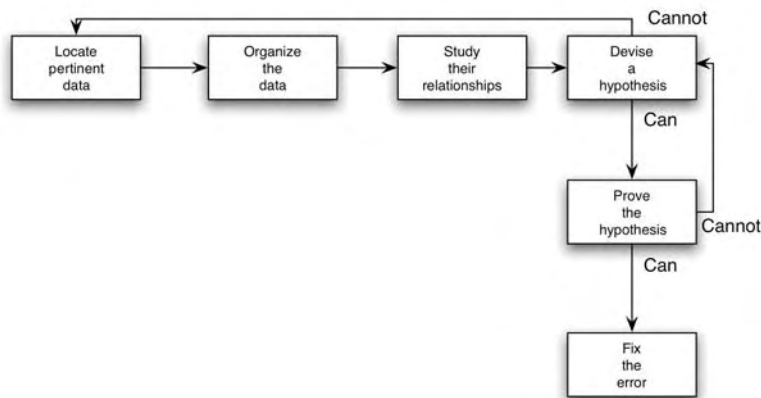 Cannot
Locate
pertinent
data
Organize
the
data
Study
their
relationships
Devise
a
hypothesis
Can
Prove
the
hypothesis
Cannot
Can
Fix
the
error